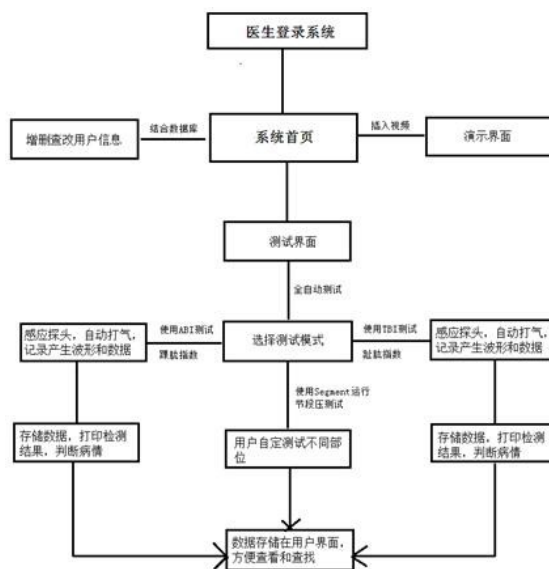 医生登录系统
增删查改用户信息
结合数据库
系统首页
插入视频
演示界面
测试界面
全自动测试
感应探头，自动打气，
记录产生波形和数据
使用ABI测试
踝肱指数
选择测试模式
使用TBI测试
趾肱指数
感应探头，自动打气，
记录产生波形和数据
使用Segment运行
节段压测试
存储数据，打印检测
结果，判断病情
用户自定测试不同部
位
存储数据，打印检测
结果，判断病情
数据存储在用户界面，
方便查看和查找